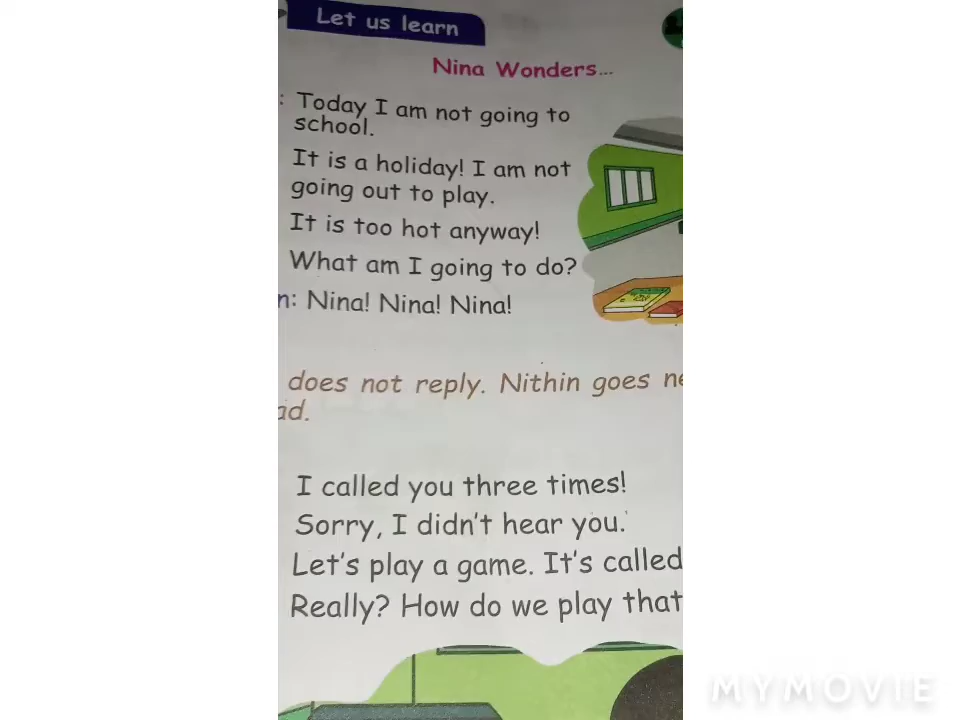 Let us learn
Nina Wonders...
: Today I am not going to
school.
It is a holiday! I am not
going out to play.
It is too hot anyway!
What am I going to do?
n: Nina! Nina! Nina!
does not reply. Nithin goes ne
ad.
I called you three times!
Sorry, I didn't hear you.
Let's play a game. It's called
Really? How do we play that
MYMOVIE